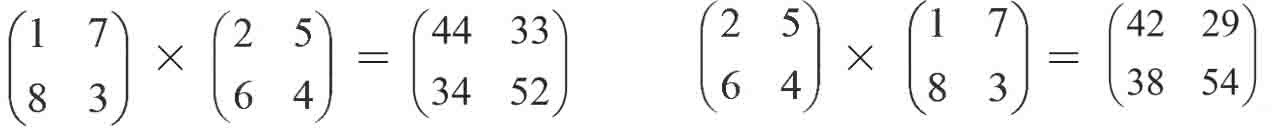 (1 7 8 3) × (2 5 6 4) = (44 33 34 52)
(2 5 6 4) × (1 7 8 3) = (42 29 38 54)